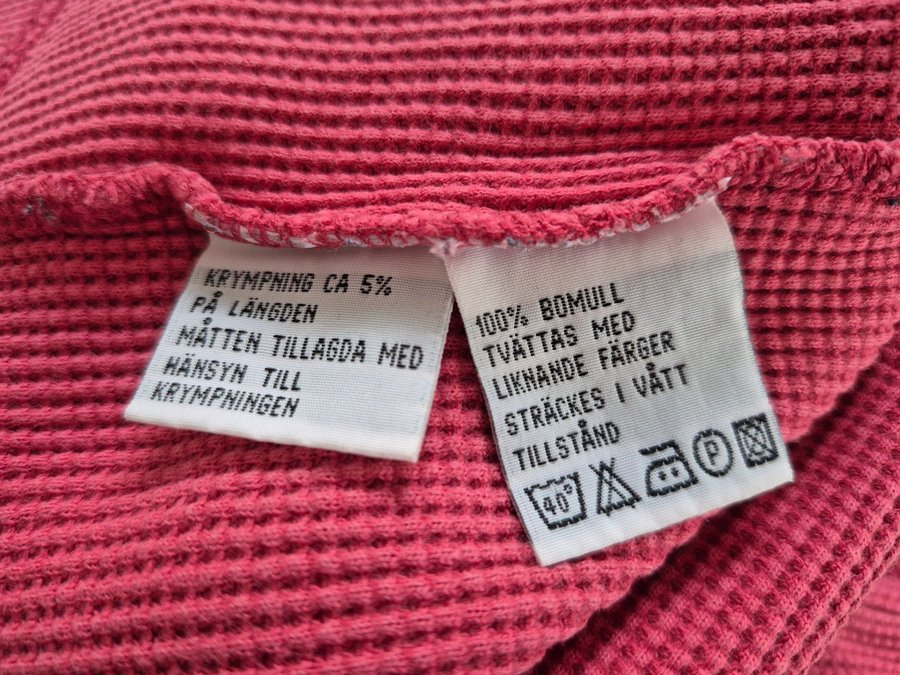 KRYMPNING CA 5%
PÅ LÄNGDEN
MÅTTEN TILLAGDA MED
HÄNSYN TILL
KRYMPNINGEN
100% BOMULL
TVÄTTAS MED
LIKNANDE FÄRGER
STRÄCKES I VÅTT
TILLSTÅND
40° P